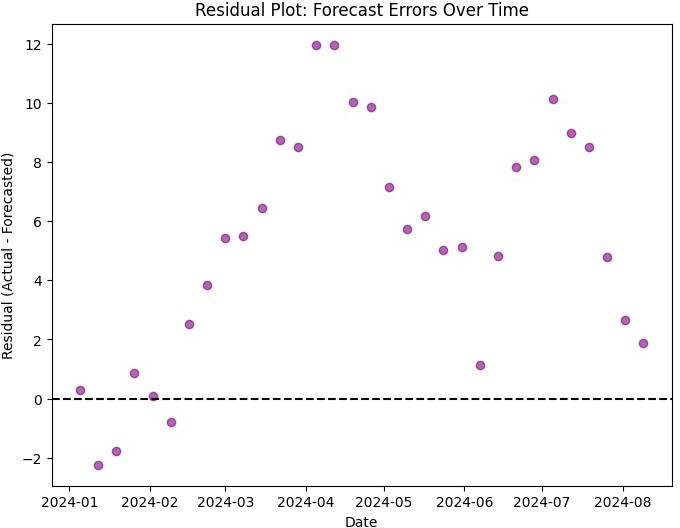 Residual Plot: Forecast Errors Over Time
Residual (Actual - Forecasted)
12
10
8
6
4
2
0
−2
2024-01 2024-02 2024-03 2024-04 2024-05 2024-06 2024-07 2024-08
Date